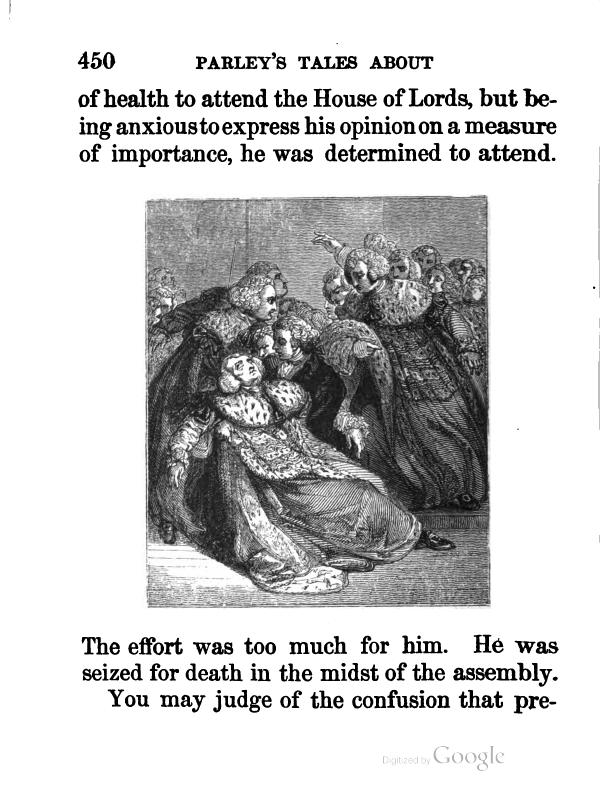 450 PARLEY'S TALES ABOUT
of health to attend the House of Lords, but be-
ing anxious to express his opinion on a measure
of importance, he was determined to attend.
The effort was too much for him. He was
seized for death in the midst of the assembly.
You may judge of the confusion that pre-
Digitized by Google